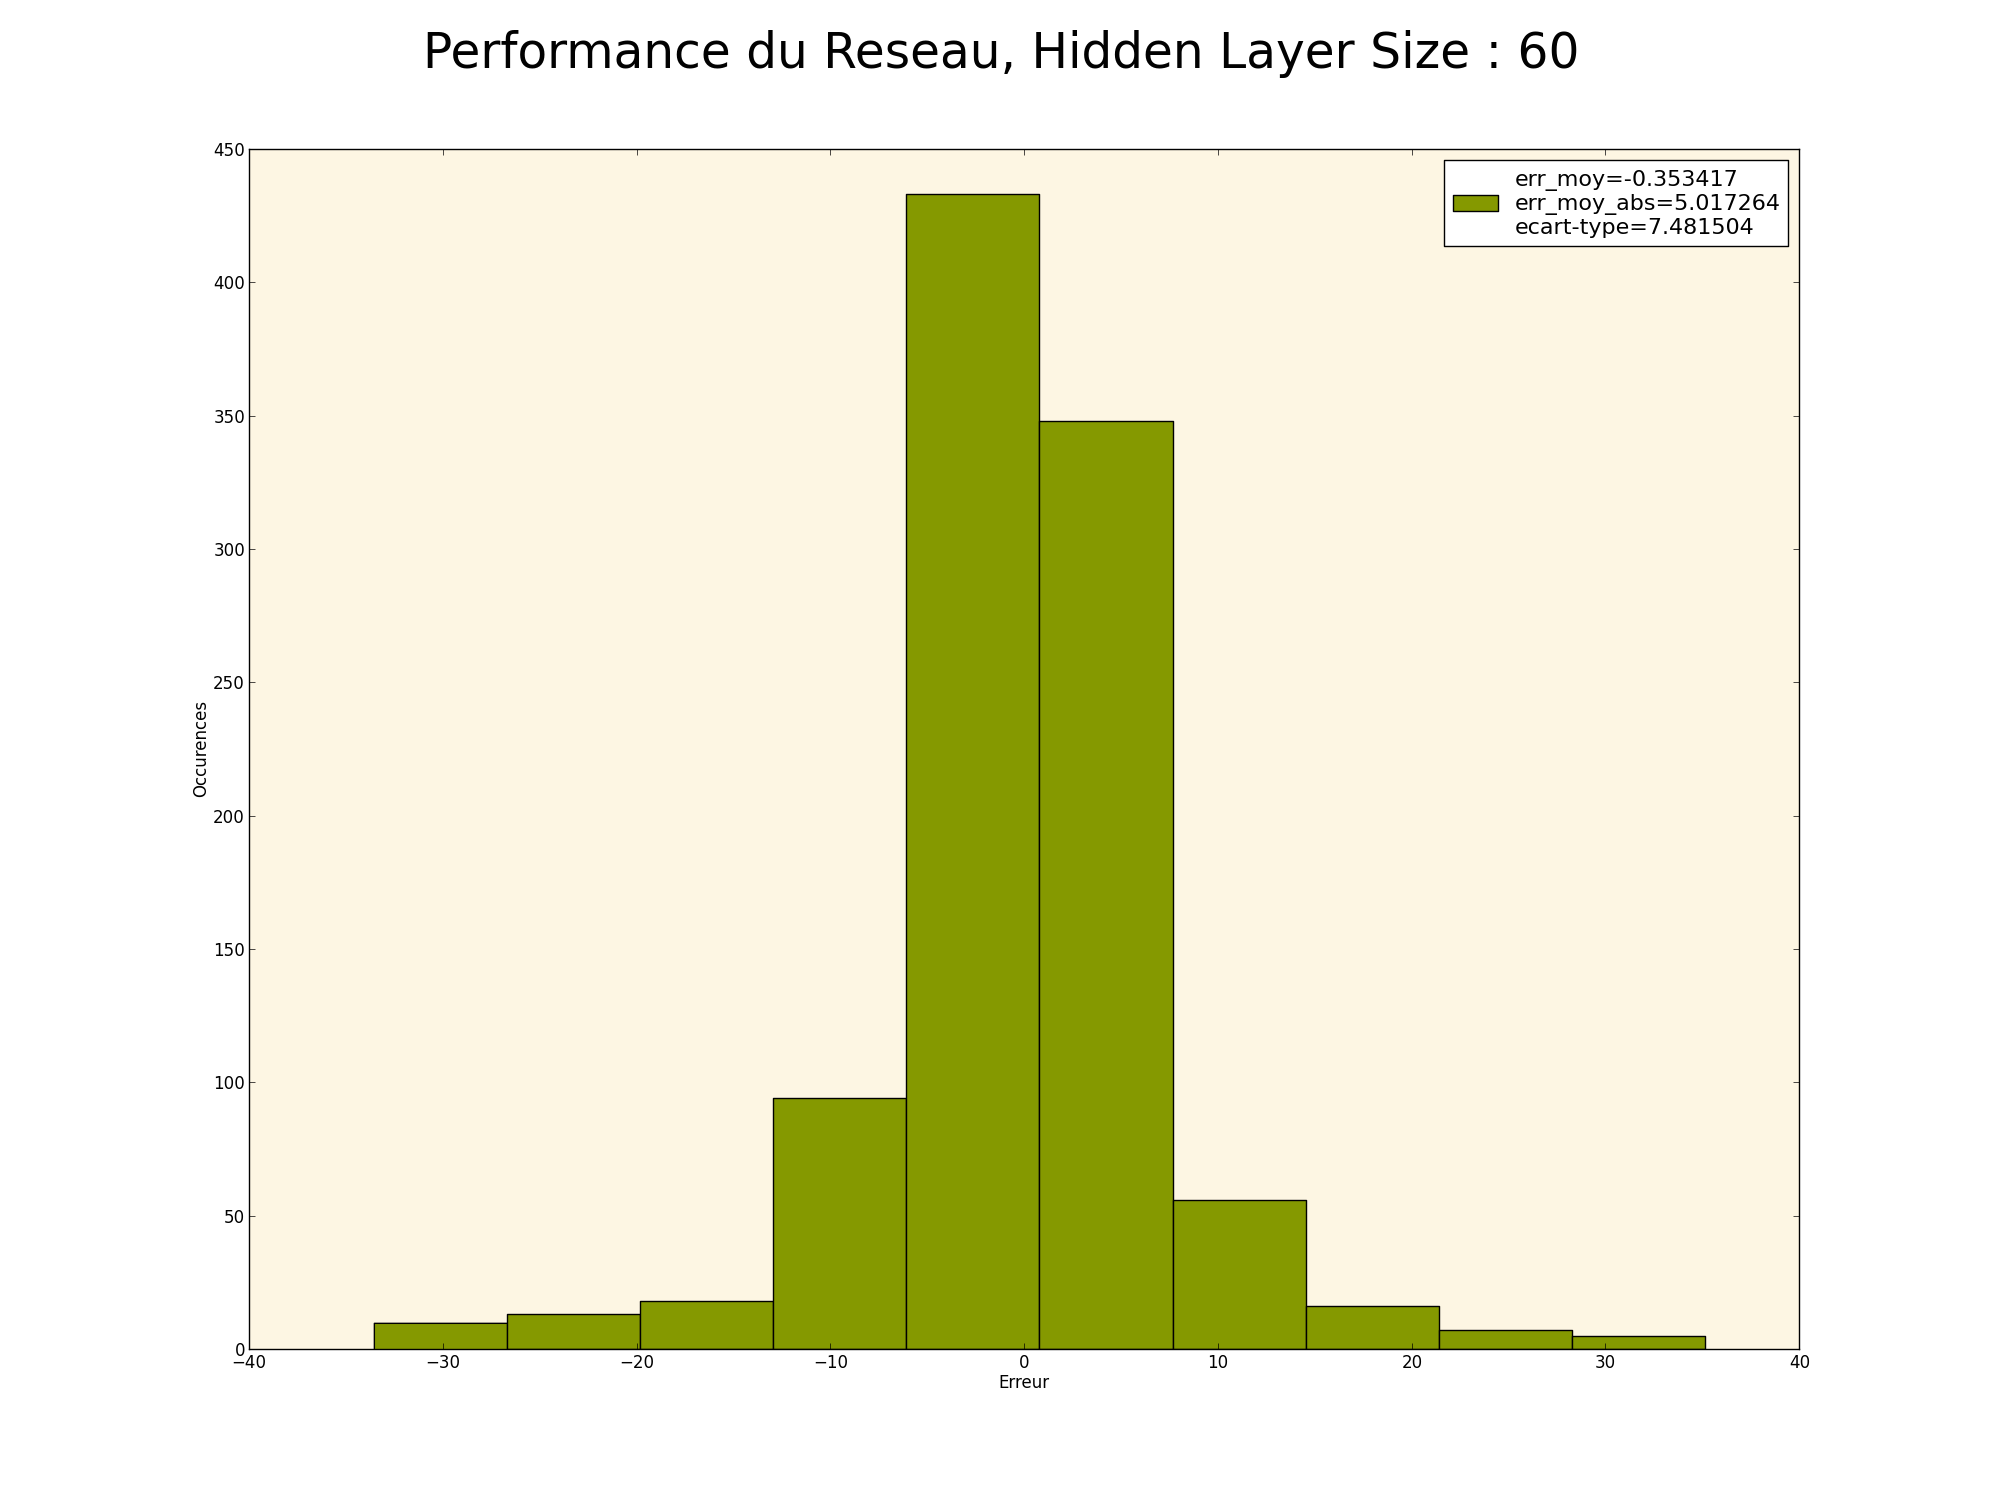 Performance du Reseau, Hidden Layer Size : 60
450
400
350
300
250
200
150
100
50
0
Occurences
err_moy=-0.353417
err_moy_abs=5.017264
ecart-type=7.481504
−40 −30 −20 −10 0 10 20 30 40
Erreur